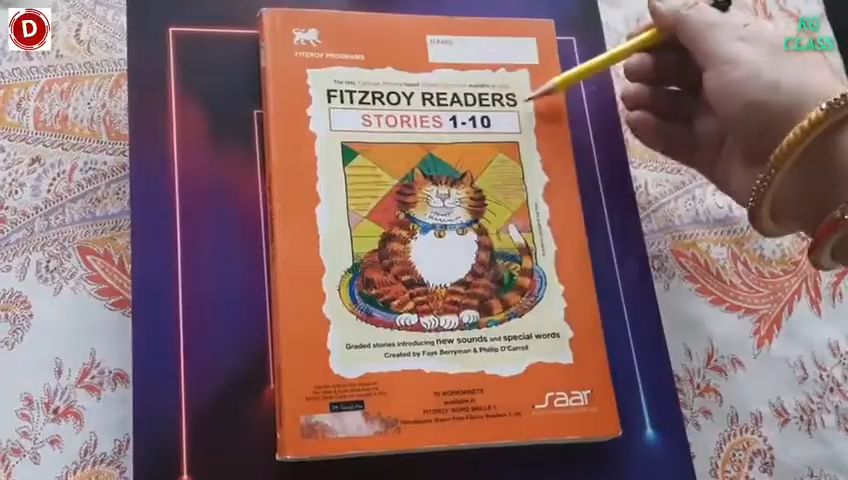 D
KG
CLASS
FITZROY PROGRAMS
NAME:
FITZROY READERS
STORIES 1-10
Graded stories introducing new sounds and special words
Created by Faye Berryman & Philip O'Carroll
10 WORKSHEETS
available in
FITZROY WORD SKILLS 1-10
saar